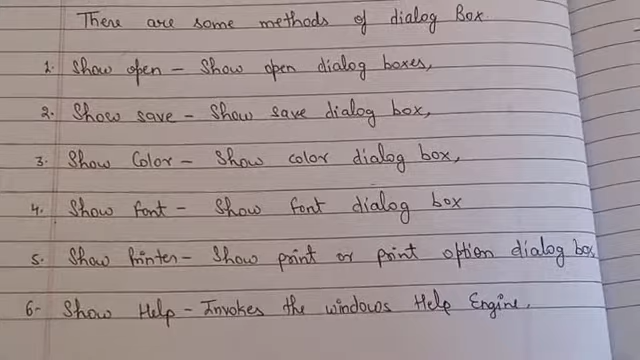 There are some methods of dialog Box
1. Show open - Show open dialog boxes,
2. Show save - Show save dialog box,
3. Show Color - Show color dialog box,
4. Show font - Show font dialog box
5. Show Printer - Show print or print option dialog box
6- Show Help - Invokes the windows Help Engine.